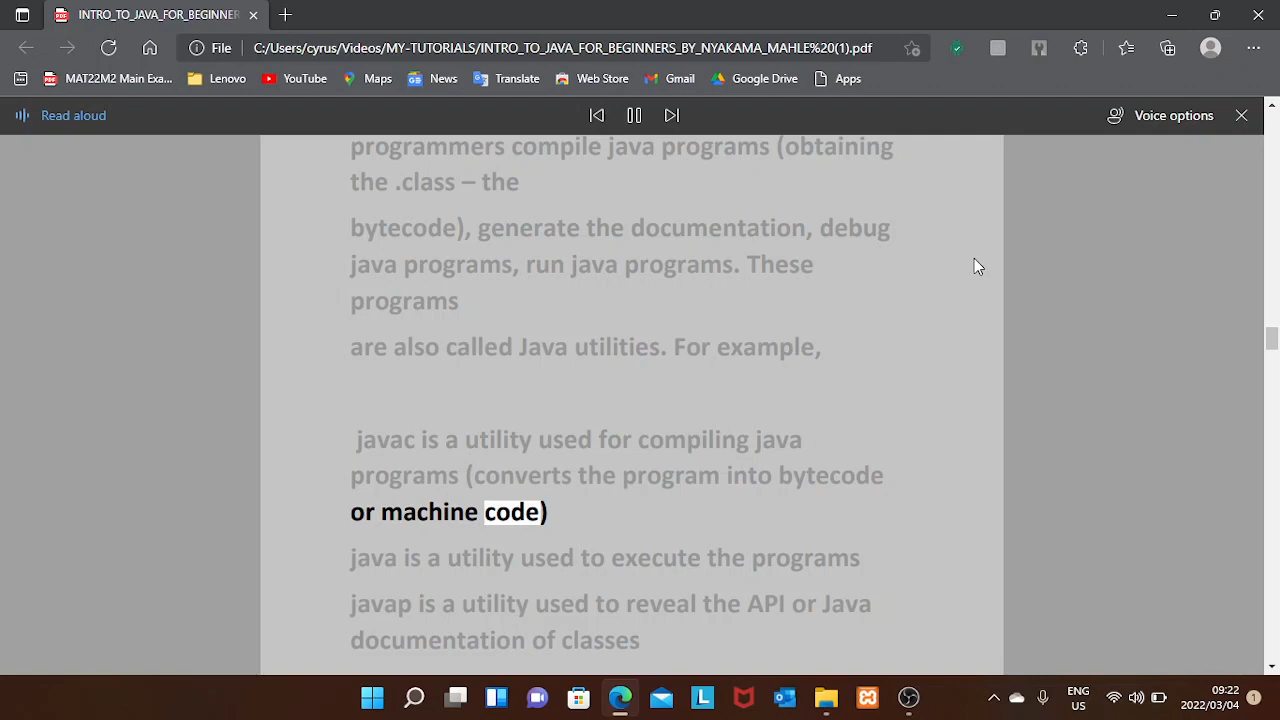 INTRO_TO_JAVA_FOR_BEGINNER
File C:/Users/cyrus/Videos/MY-TUTORIALS/INTRO_TO_JAVA_FOR_BEGINNERS_BY_NYAKAMA_MAHLE%20(1).pdf
MAT22M2 Main Exa... Lenovo YouTube Maps News Translate Web Store Gmail Google Drive Apps
Read aloud Voice options
programmers compile java programs (obtaining
the .class – the
bytecode), generate the documentation, debug
java programs, run java programs. These
programs
are also called Java utilities. For example,
javac is a utility used for compiling java
programs (converts the program into bytecode
or machine code)
java is a utility used to execute the programs
javap is a utility used to reveal the API or Java
documentation of classes
ENG 09:22
US 2022/03/04 1